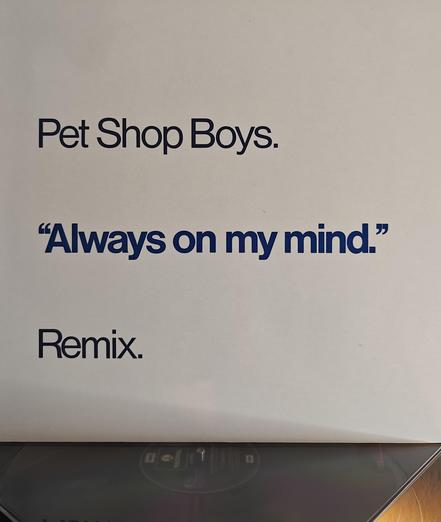 Pet Shop Boys.
“Always on my mind.”
Remix.